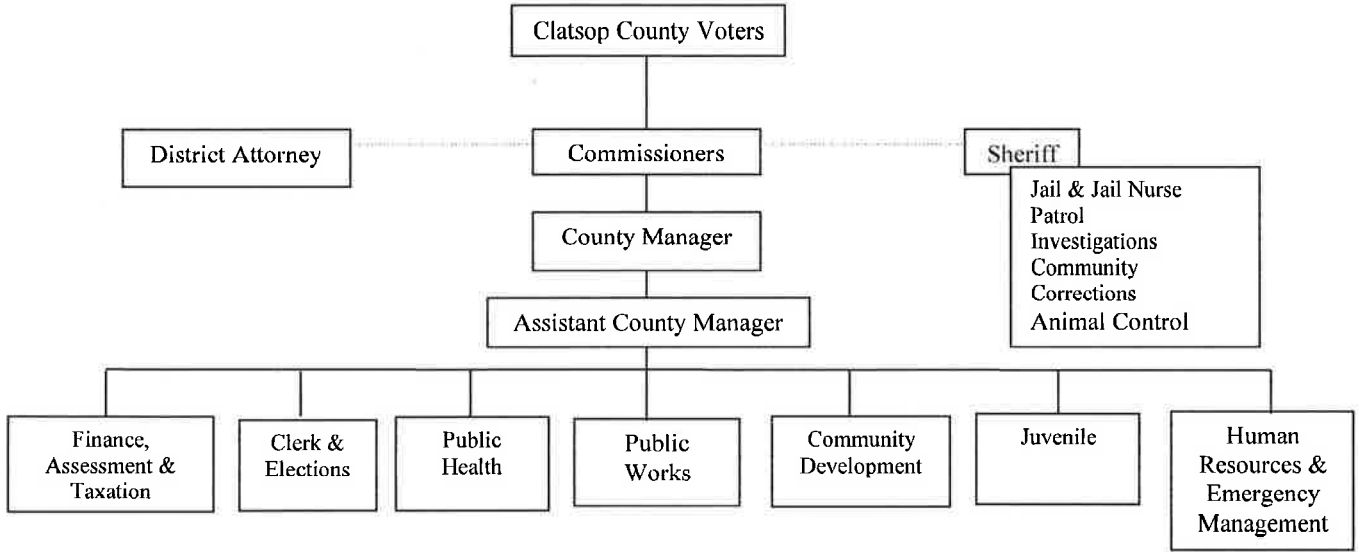 Clatsop County Voters
District Attorney
Commissioners
Sheriff
Jail & Jail Nurse
Patrol
Investigations
Community
Corrections
Animal Control
County Manager
Assistant County Manager
Finance,
Assessment &
Taxation
Clerk &
Elections
Public
Health
Public
Works
Community
Development
Juvenile
Human
Resources &
Emergency
Management